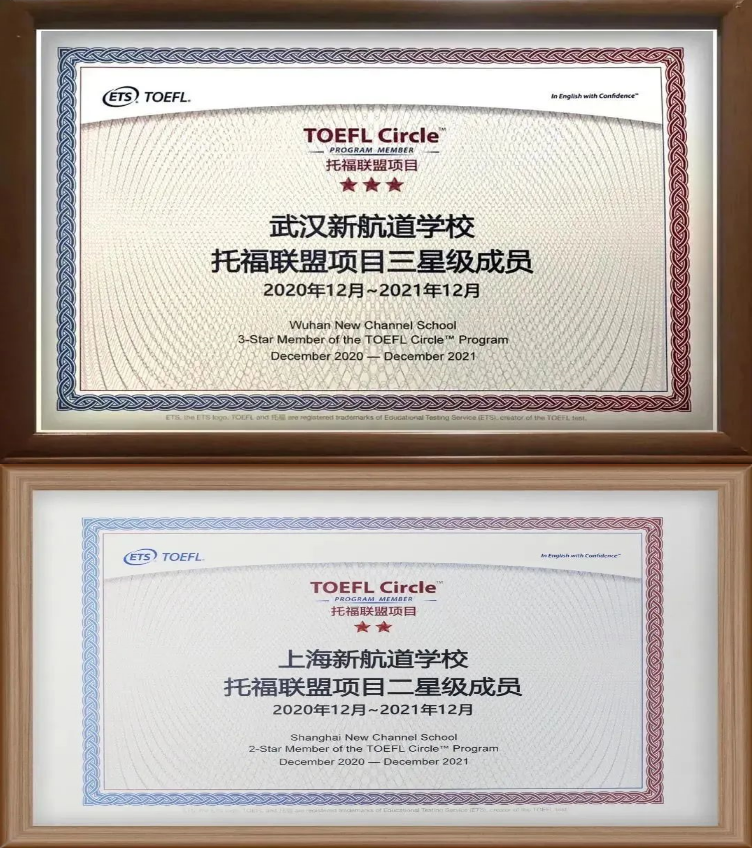 ETS TOEFL.
In English with Confidence™
TOEFL Circle™
PROGRAM MEMBER
托福联盟项目
武汉新航道学校
托福联盟项目三星级成员
2020年12月~2021年12月
Wuhan New Channel School
3-Star Member of the TOEFL Circle™ Program
December 2020 — December 2021
ETS, the ETS logo, TOEFL and 托福 are registered trademarks of Educational Testing Service (ETS), creator of the TOEFL test.
ETS TOEFL.
In English with Confidence™
TOEFL Circle™
PROGRAM MEMBER
托福联盟项目
上海新航道学校
托福联盟项目二星级成员
2020年12月~2021年12月
Shanghai New Channel School
2-Star Member of the TOEFL Circle™ Program
December 2020 — December 2021